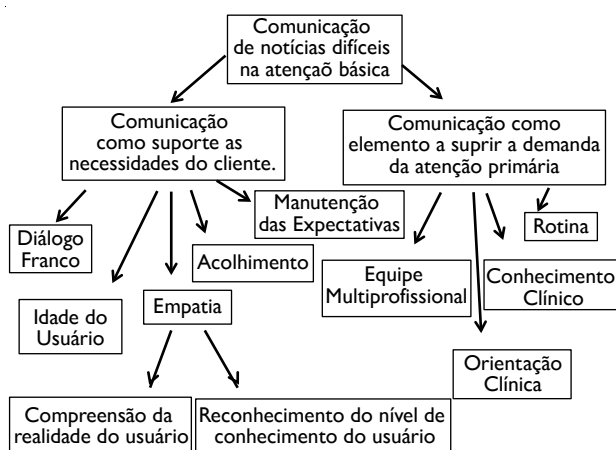 Comunicação
de notícias difíceis
na atençaõ básica
Comunicação
como suporte as
necessidades do cliente.
Comunicação como
elemento a suprir a demanda
da atenção primária
Manutenção
das Expectativas
Rotina
Diálogo
Franco
Acolhimento
Equipe
Multiprofissional
Conhecimento
Clínico
Idade do
Usuário
Empatia
Orientação
Clínica
Compreensão da
realidade do usuário
Reconhecimento do nível de
conhecimento do usuário